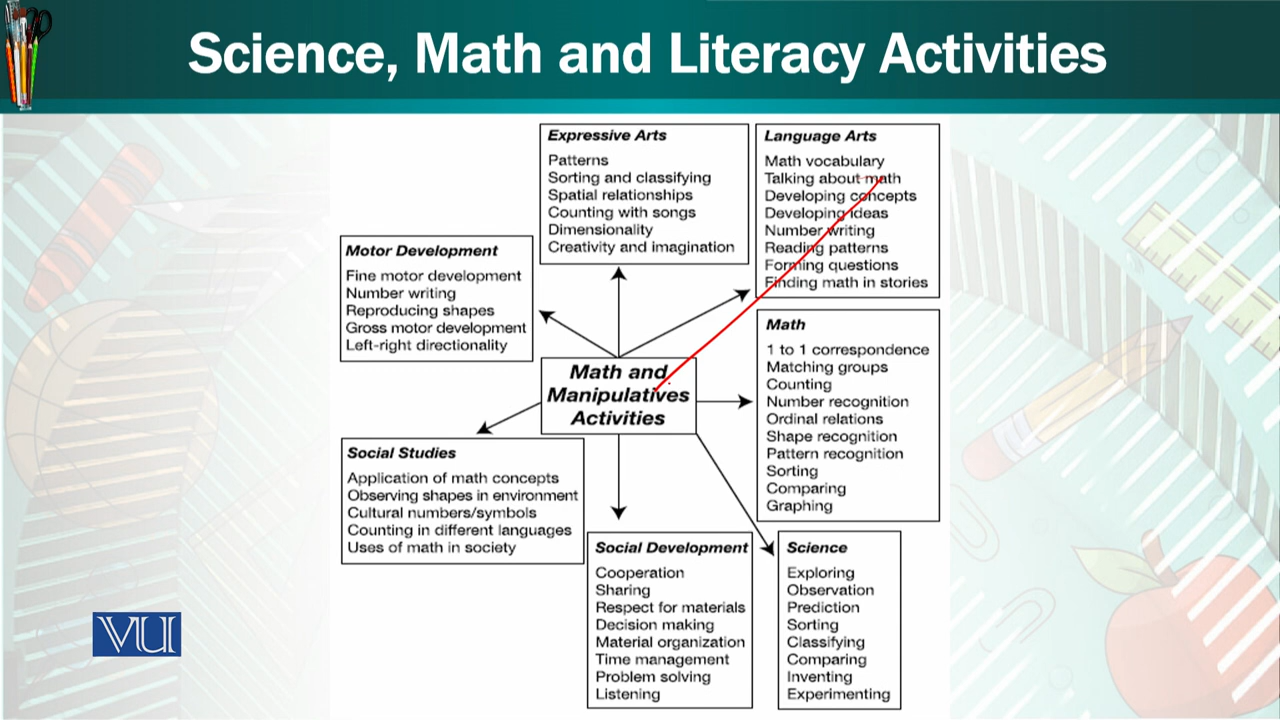 Science, Math and Literacy Activities
Expressive Arts
Patterns
Sorting and classifying
Spatial relationships
Counting with songs
Dimensionality
Creativity and imagination
Language Arts
Math vocabulary
Talking about math
Developing concepts
Developing ideas
Number writing
Reading patterns
Forming questions
Finding math in stories
Motor Development
Fine motor development
Number writing
Reproducing shapes
Gross motor development
Left-right directionality
Math
1 to 1 correspondence
Matching groups
Counting
Number recognition
Ordinal relations
Shape recognition
Pattern recognition
Sorting
Comparing
Graphing
Math and
Manipulatives
Activities
Social Studies
Application of math concepts
Observing shapes in environment
Cultural numbers/symbols
Counting in different languages
Uses of math in society
Social Development
Cooperation
Sharing
Respect for materials
Decision making
Material organization
Time management
Problem solving
Listening
Science
Exploring
Observation
Prediction
Sorting
Classifying
Comparing
Inventing
Experimenting
VU